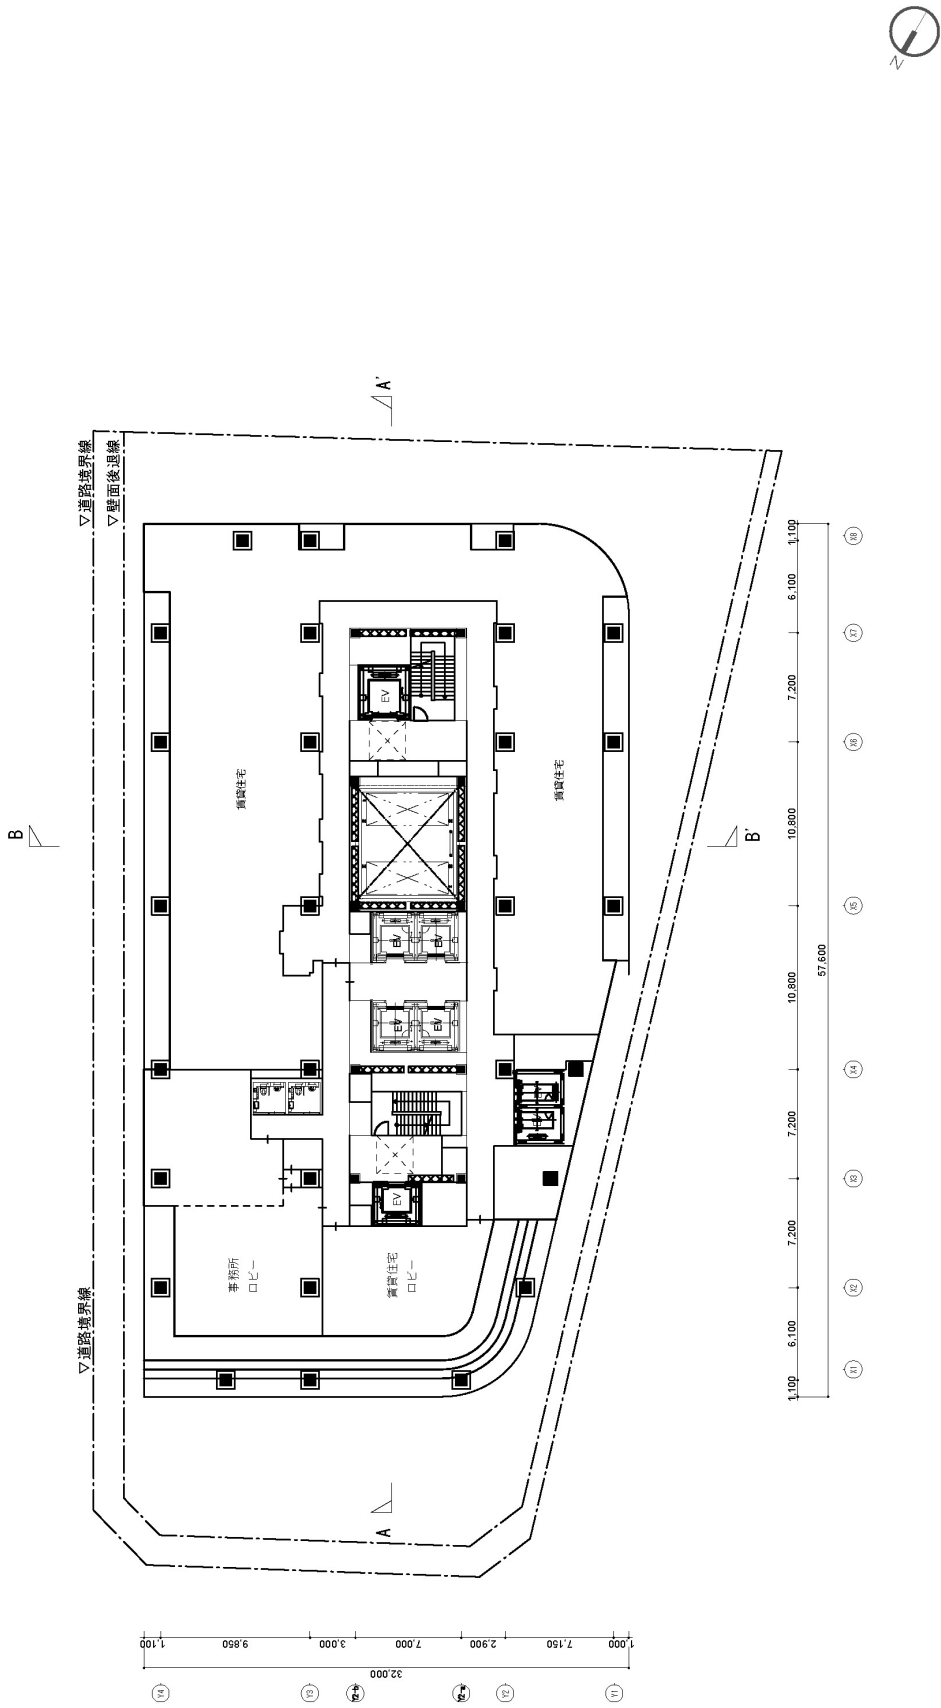 N
A'
▽道路境界線
▽壁面後退線
EV
賃貸住宅
賃貸住宅
B
B'
EV
EV
EV
EV
EV
事務所
ロビー
賃貸住宅
ロビー
▽道路境界線
A
1,100
6,100
7,200
10,800
10,800
7,200
7,200
6,100
1,100
57,600
X8
X7
X6
X5
X4
X3
X2
X1
1,100
9,850
3,000
7,000
2,900
7,150
1,000
32,000
Y4
Y3
Y2-b
Y2-a
Y2
Y1